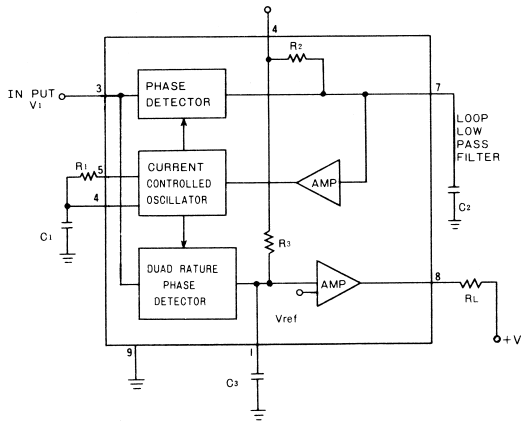 4
R2
PHASE
DETECTOR
IN PUT
V1
3
7
LOOP
LOW
PASS
FILTER
R1
5
4
CURRENT
CONTROLLED
OSCILLATOR
AMP
C1
C2
R3
DUAD RATURE
PHASE
DETECTOR
AMP
8
RL
Vref
+V
9
1
C3